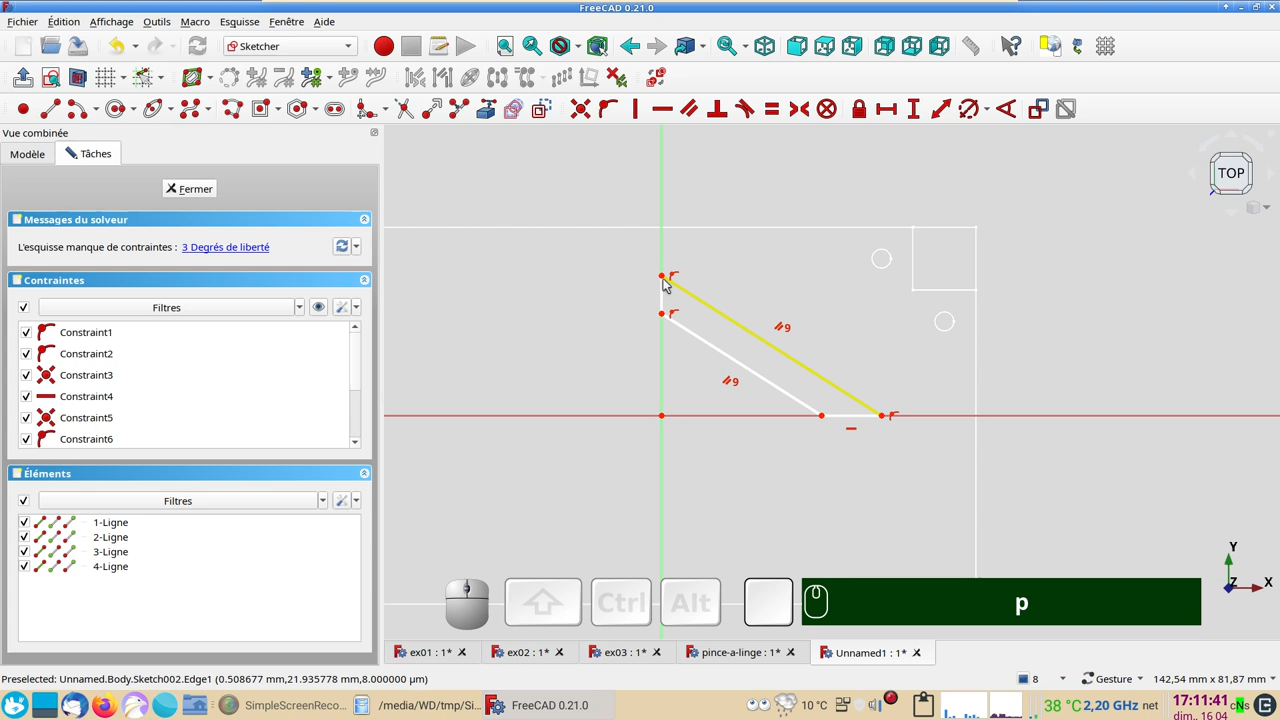 FreeCAD 0.21.0
Fichier Édition Affichage Outils Macro Esquisse Fenêtre Aide
Sketcher
Vue combinée
Modèle Tâches
Fermer
Messages du solveur
L'esquisse manque de contraintes : 3 Degrés de liberté
Contraintes
Filtres
Constraint1
Constraint2
Constraint3
Constraint4
Constraint5
Constraint6
Éléments
Filtres
1-Ligne
2-Ligne
3-Ligne
4-Ligne
TOP
9
9
Y
Z X
Ctrl Alt p
ex01 : 1* ex02 : 1* ex03 : 1* pince-a-linge : 1* Unnamed1 : 1*
Preselected: Unnamed.Body.Sketch002.Edge1 (0.508677 mm,21.935778 mm,8.000000 µm) 8 Gesture 142,54 mm x 81,87 mm
SimpleScreenReco... /media/WD/tmp/Si... FreeCAD 0.21.0 10 °C 38 °C 2,20 GHz net 17:11:41
dim., 16.04